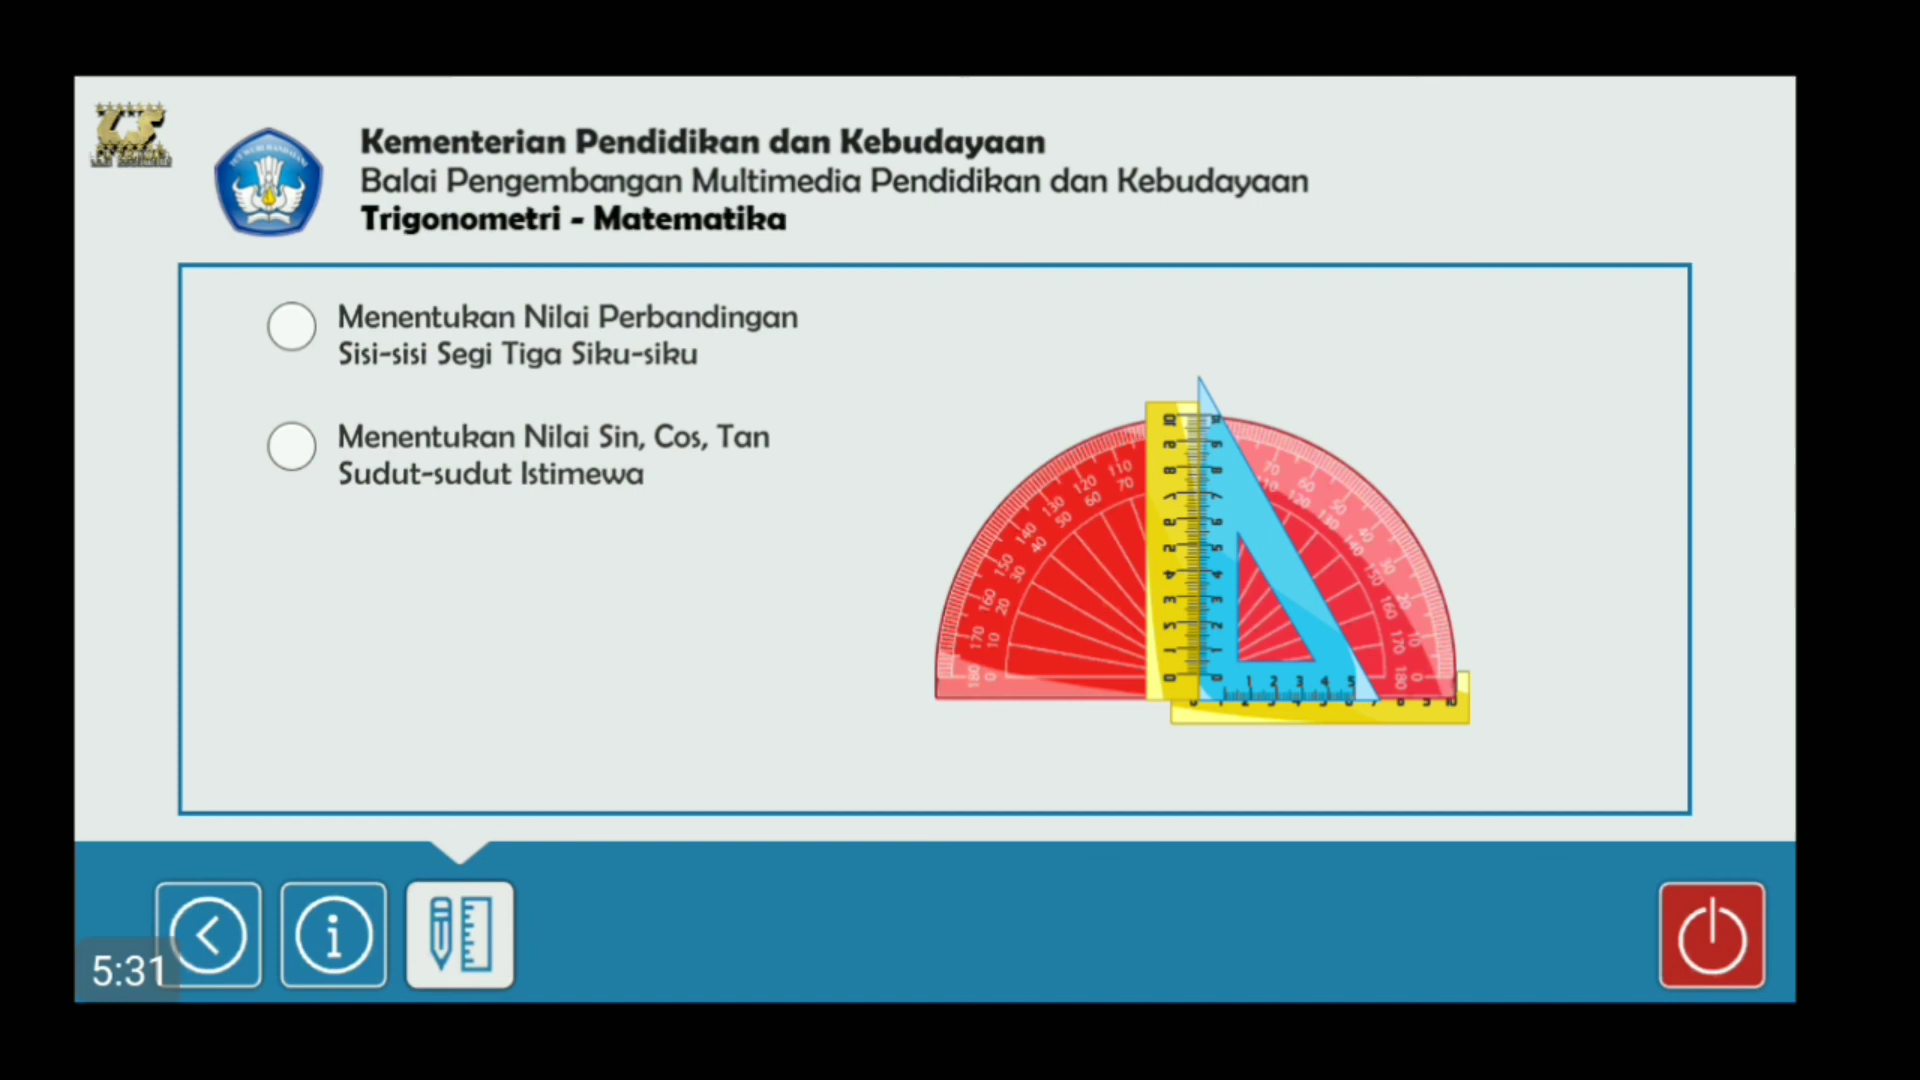 Kementerian Pendidikan dan Kebudayaan
Balai Pengembangan Multimedia Pendidikan dan Kebudayaan
Trigonometri - Matematika
Menentukan Nilai Perbandingan
Sisi-sisi Segi Tiga Siku-siku
Menentukan Nilai Sin, Cos, Tan
Sudut-sudut Istimewa
5:31